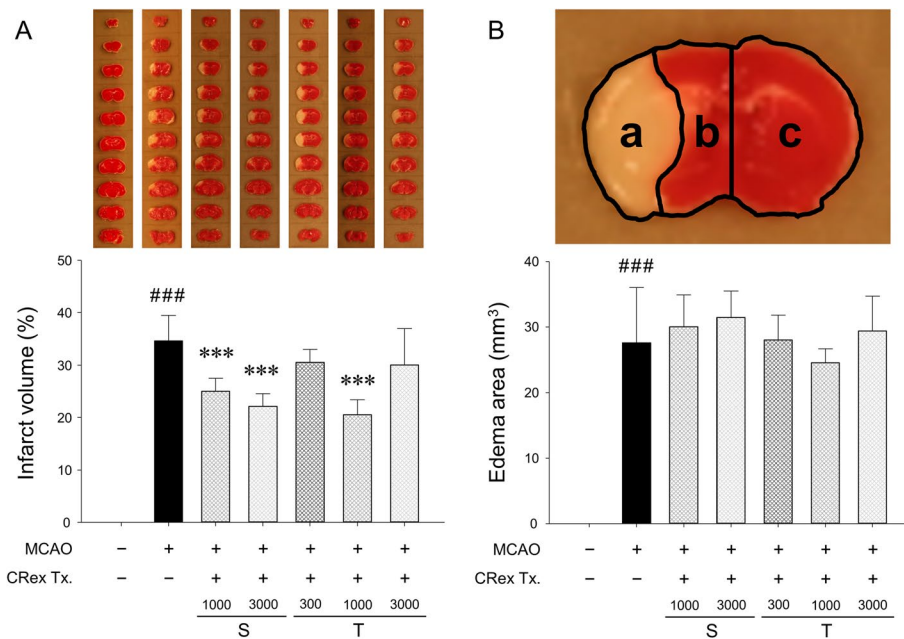 A
B
a b c
50
40
30
20
10
0
Infarct volume (%)
###
***
***
***
MCAO – + + + + + +
CRex Tx. – – + + + + +
1000 3000 300 1000 3000
S T
40
30
20
10
0
Edema area (mm³)
###
MCAO – + + + + + +
CRex Tx. – – + + + + +
1000 3000 300 1000 3000
S T